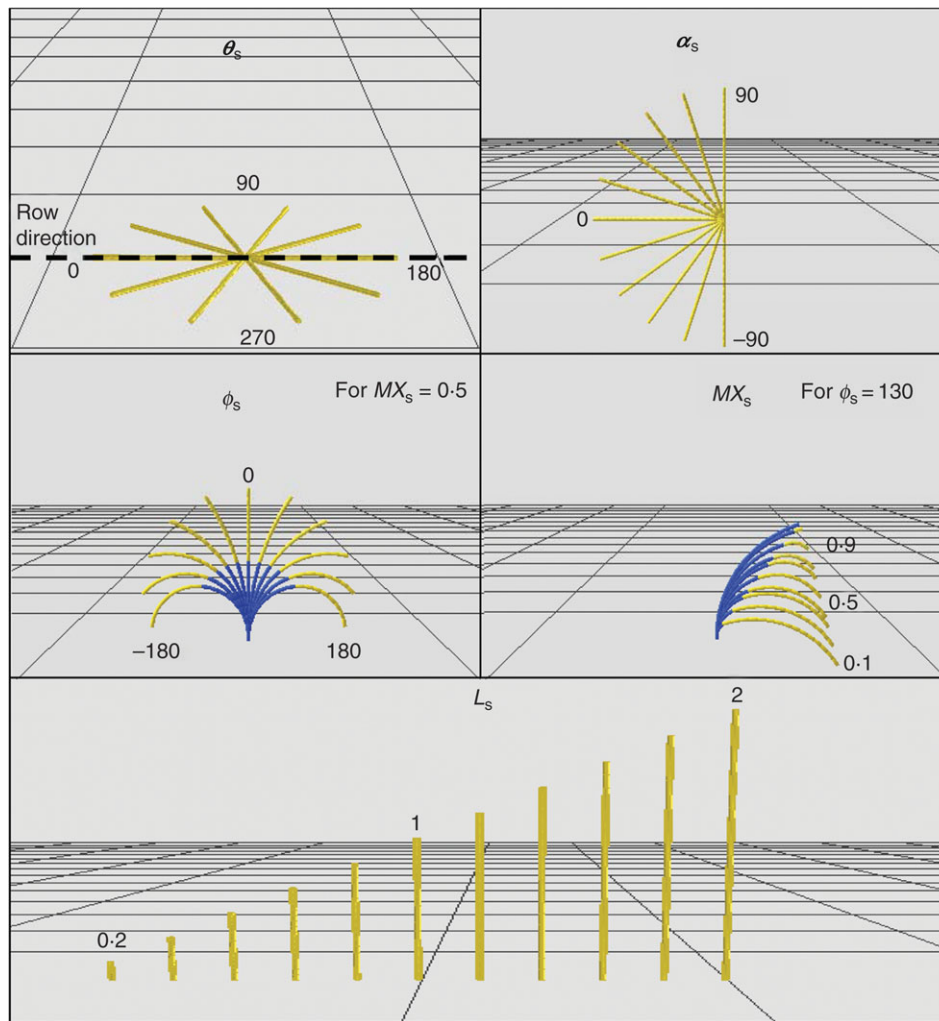 θs
90
Row
direction
0
180
270
αs
90
0
−90
ϕs
For MXs = 0·5
0
−180
180
MXs
For ϕs = 130
0·9
0·5
0·1
Ls
2
1
0·2